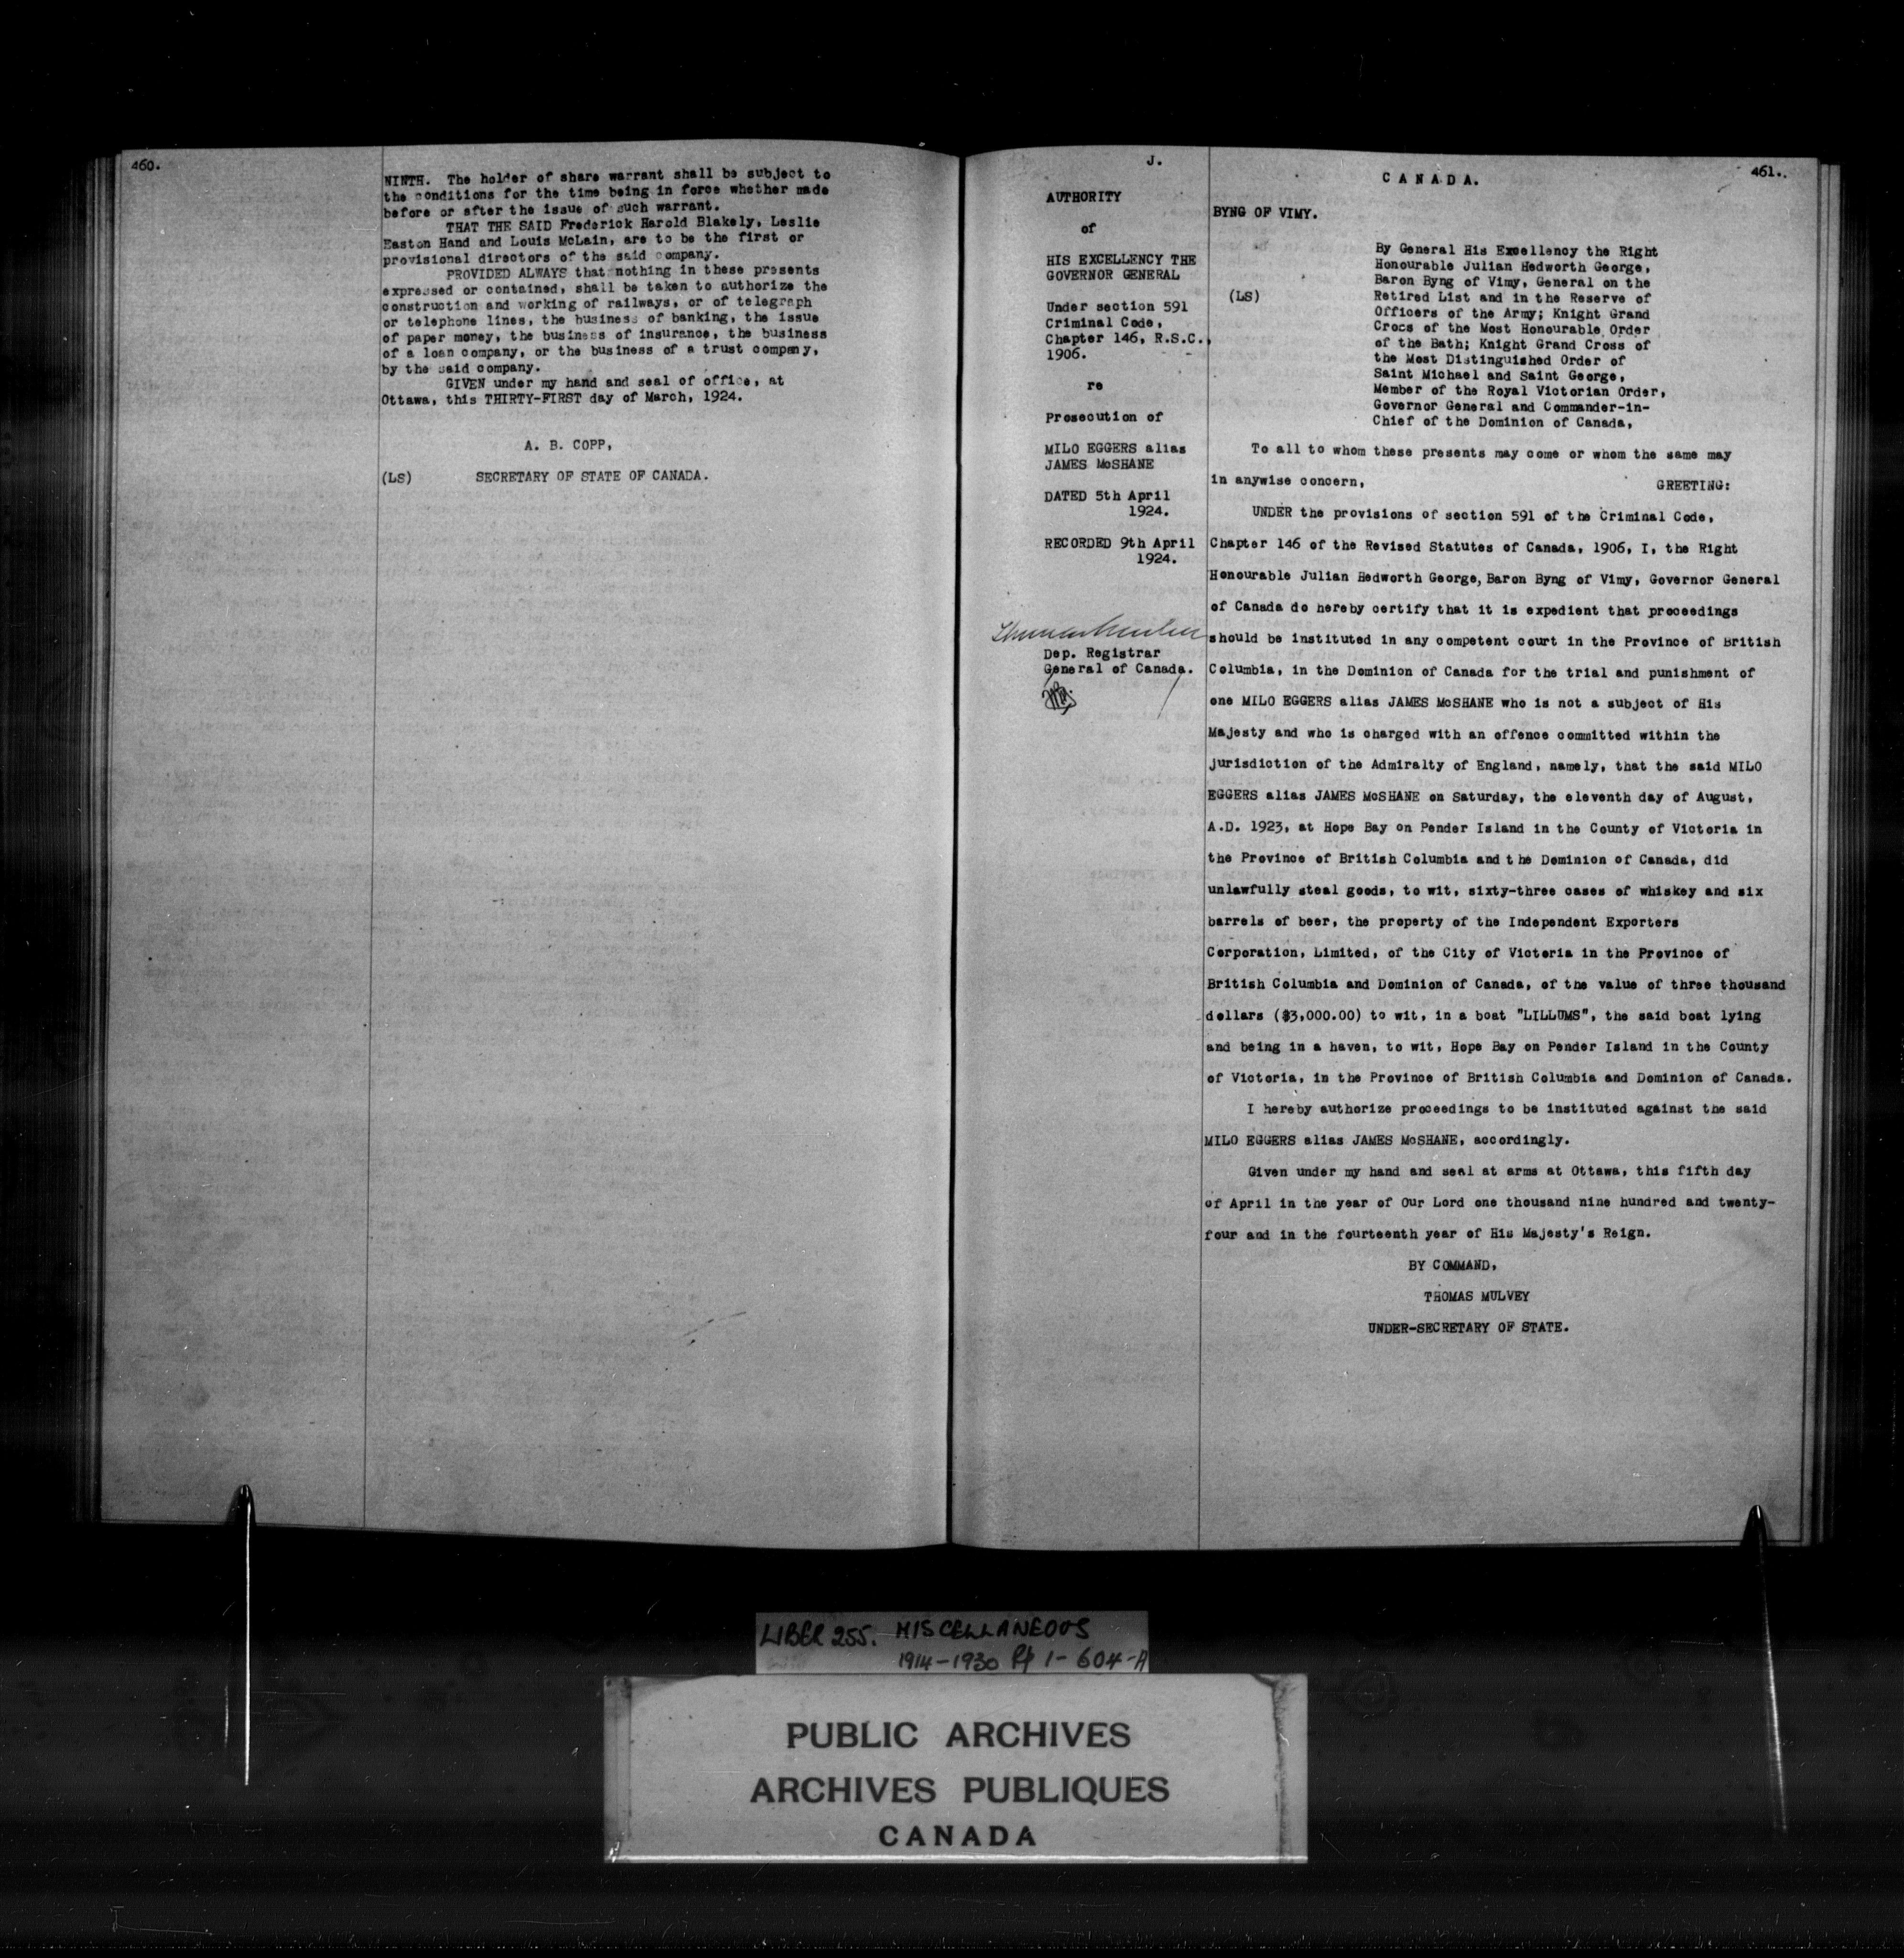 460.
NINTH. The holder of share warrant shall be subject to
the conditions for the time being in force whether made
before or after the issue of such warrant.
THAT THE SAID Frederick Harold Blakely, Leslie
Easton Hand and Louis McLain, are to be the first or
provisional directors of the said company.
PROVIDED ALWAYS that nothing in these presents
expressed or contained, shall be taken to authorize the
construction and working of railways, or of telegraph
or telephone lines, the business of banking, the issue
of paper money, the business of insurance, the business
of a loan company, or the business of a trust company,
by the said company.
GIVEN under my hand and seal of office, at
Ottawa, this THIRTY-FIRST day of March, 1924.
A. B. COPP,
(LS) SECRETARY OF STATE OF CANADA.
J.
AUTHORITY
of
HIS EXCELLENCY THE
GOVERNOR GENERAL
Under section 591
Criminal Code,
Chapter 146, R.S.C.,
1906.
re
Prosecution of
MILO EGGERS alias
JAMES McSHANE
DATED 5th April
1924.
RECORDED 9th April
1924.
Dep. Registrar
General of Canada.
461.
CANADA.
BYNG OF VIMY.
(LS)
By General His Excellency the Right
Honourable Julian Hedworth George,
Baron Byng of Vimy, General on the
Retired List and in the Reserve of
Officers of the Army; Knight Grand
Crocs of the Most Honourable Order
of the Bath; Knight Grand Cross of
the Most Distinguished Order of
Saint Michael and Saint George,
Member of the Royal Victorian Order,
Governor General and Commander-in-
Chief of the Dominion of Canada,
To all to whom these presents may come or whom the same may
in anywise concern, GREETING:
UNDER the provisions of section 591 of the Criminal Code,
Chapter 146 of the Revised Statutes of Canada, 1906, I, the Right
Honourable Julian Hedworth George, Baron Byng of Vimy, Governor General
of Canada do hereby certify that it is expedient that proceedings
should be instituted in any competent court in the Province of British
Columbia, in the Dominion of Canada for the trial and punishment of
one MILO EGGERS alias JAMES McSHANE who is not a subject of His
Majesty and who is charged with an offence committed within the
jurisdiction of the Admiralty of England, namely, that the said MILO
EGGERS alias JAMES McSHANE on Saturday, the eleventh day of August,
A.D. 1923, at Hope Bay on Pender Island in the County of Victoria in
the Province of British Columbia and the Dominion of Canada, did
unlawfully steal goods, to wit, sixty-three cases of whiskey and six
barrels of beer, the property of the Independent Exporters
Corporation, Limited, of the City of Victoria in the Province of
British Columbia and Dominion of Canada, of the value of three thousand
dollars ($3,000.00) to wit, in a boat "LILLUMS", the said boat lying
and being in a haven, to wit, Hope Bay on Pender Island in the County
of Victoria, in the Province of British Columbia and Dominion of Canada.
I hereby authorize proceedings to be instituted against the said
MILO EGGERS alias JAMES McSHANE, accordingly.
Given under my hand and seal at arms at Ottawa, this fifth day
of April in the year of Our Lord one thousand nine hundred and twenty-
four and in the fourteenth year of His Majesty's Reign.
BY COMMAND,
THOMAS MULVEY
UNDER-SECRETARY OF STATE.
LIBER 255. MISCELLANEOUS
1914-1930 Pp 1-604-A
PUBLIC ARCHIVES
ARCHIVES PUBLIQUES
CANADA